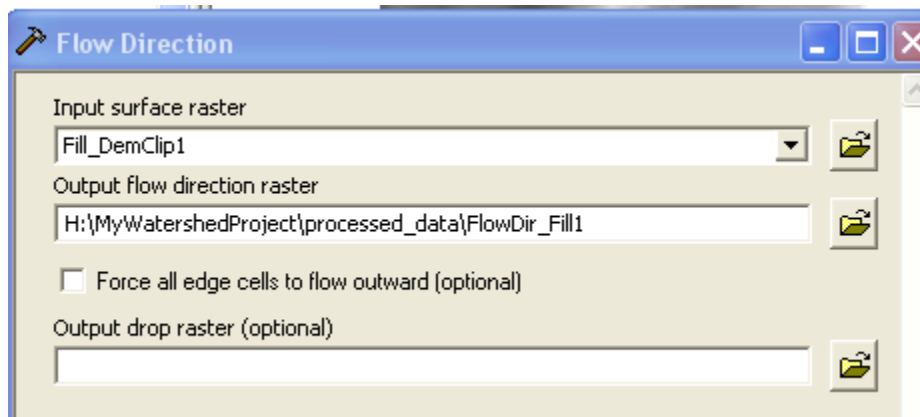 Flow Direction
Input surface raster
Fill_DemClip1
Output flow direction raster
H:\MyWatershedProject\processed_data\FlowDir_Fill1
Force all edge cells to flow outward (optional)
Output drop raster (optional)